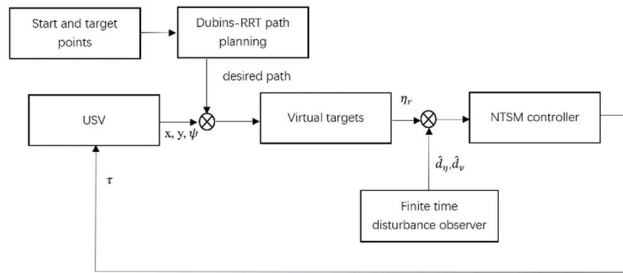 Start and target
points
Dubins-RRT path
planning
desired path
USV
x, y, ψ
Virtual targets
η_r
NTSM controller
τ
d̂_η, d̂_v
Finite time
disturbance observer